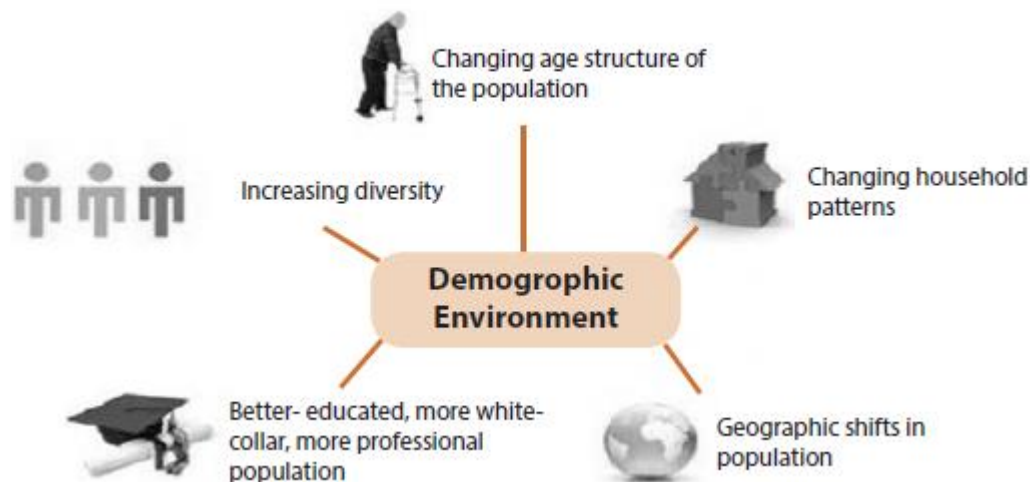 Changing age structure of
the population
Increasing diversity
Changing household
patterns
Demographic
Environment
Better- educated, more white-
collar, more professional
population
Geographic shifts in
population